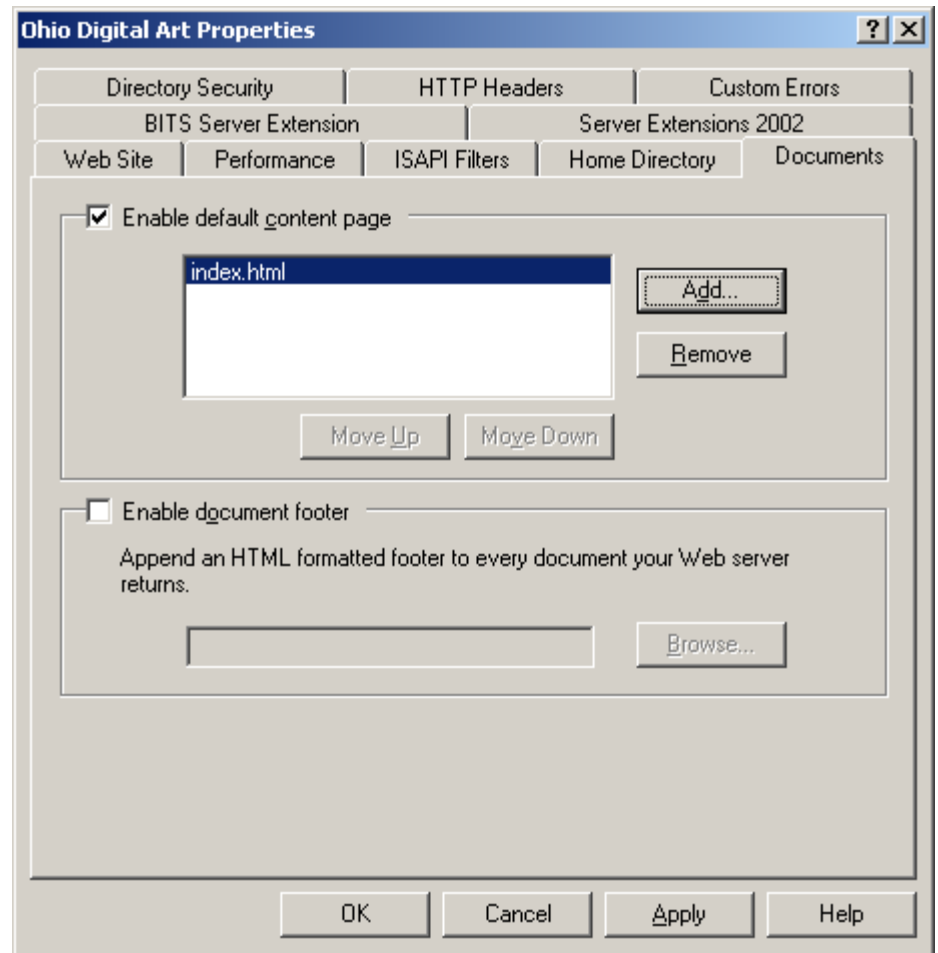 Ohio Digital Art Properties
Directory Security HTTP Headers Custom Errors
BITS Server Extension Server Extensions 2002
Web Site Performance ISAPI Filters Home Directory Documents
Enable default content page
index.html
Add...
Remove
Move Up Move Down
Enable document footer
Append an HTML formatted footer to every document your Web server
returns.
Browse...
OK Cancel Apply Help